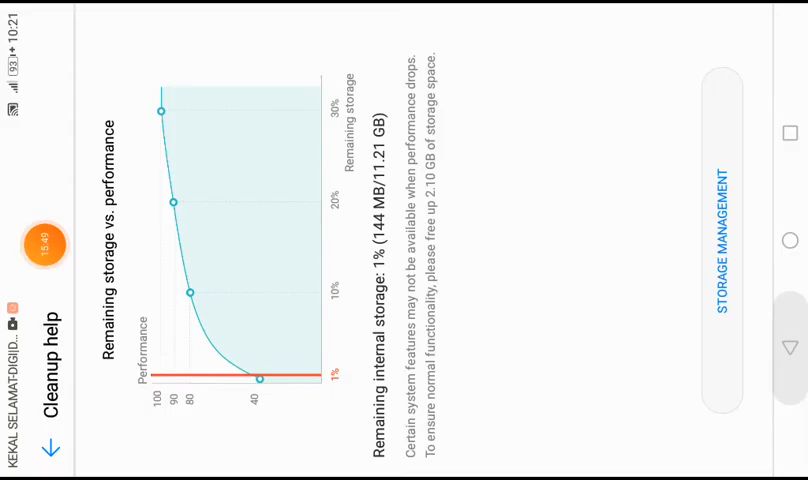 KEKAL SELAMAT-DIGI|D... 93 10:21
15:49
Cleanup help
Remaining storage vs. performance
Performance
100
90
80
40
1% 10% 20% 30%
Remaining storage
Remaining internal storage: 1% (144 MB/11.21 GB)
Certain system features may not be available when performance drops.
To ensure normal functionality, please free up 2.10 GB of storage space.
STORAGE MANAGEMENT